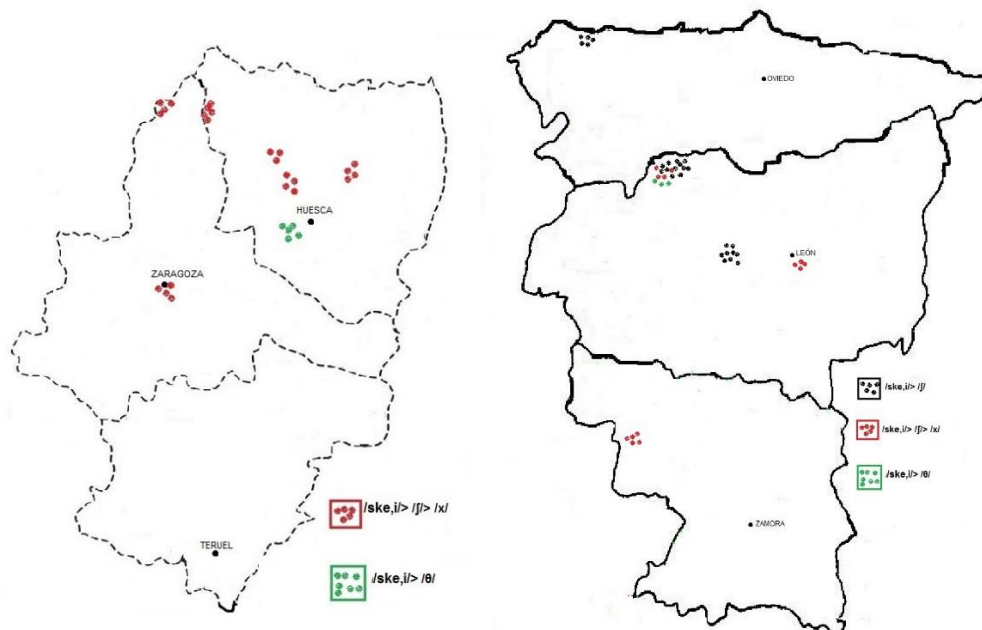 HUESCA
ZARAGOZA
TERUEL
/ske,i/> /ʃ/> /x/
/ske,i/> /θ/
OVIEDO
LEÓN
ZAMORA
/ske,i/> /ʃ/
/ske,i/> /ʃ/> /x/
/ske,i/> /θ/